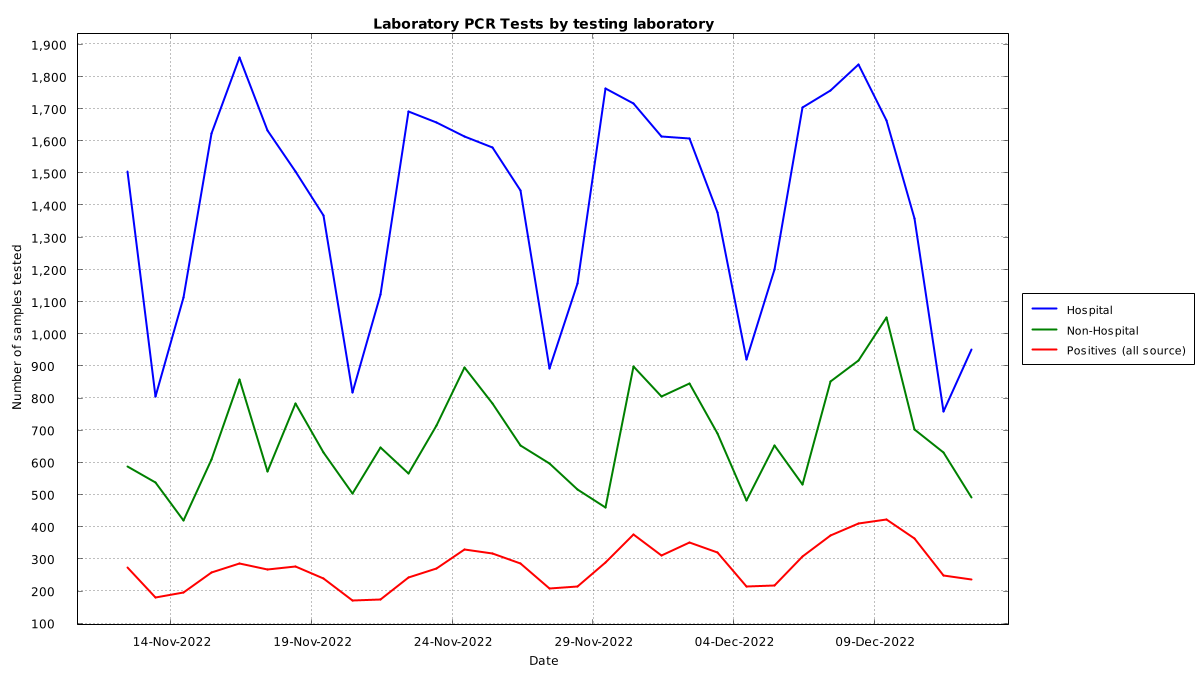 Laboratory PCR Tests by testing laboratory
1,900
1,800
1,700
1,600
1,500
1,400
1,300
1,200
1,100
1,000
900
800
700
600
500
400
300
200
100
Number of samples tested
14-Nov-2022
19-Nov-2022
24-Nov-2022
29-Nov-2022
04-Dec-2022
09-Dec-2022
Date
Hospital
Non-Hospital
Positives (all source)